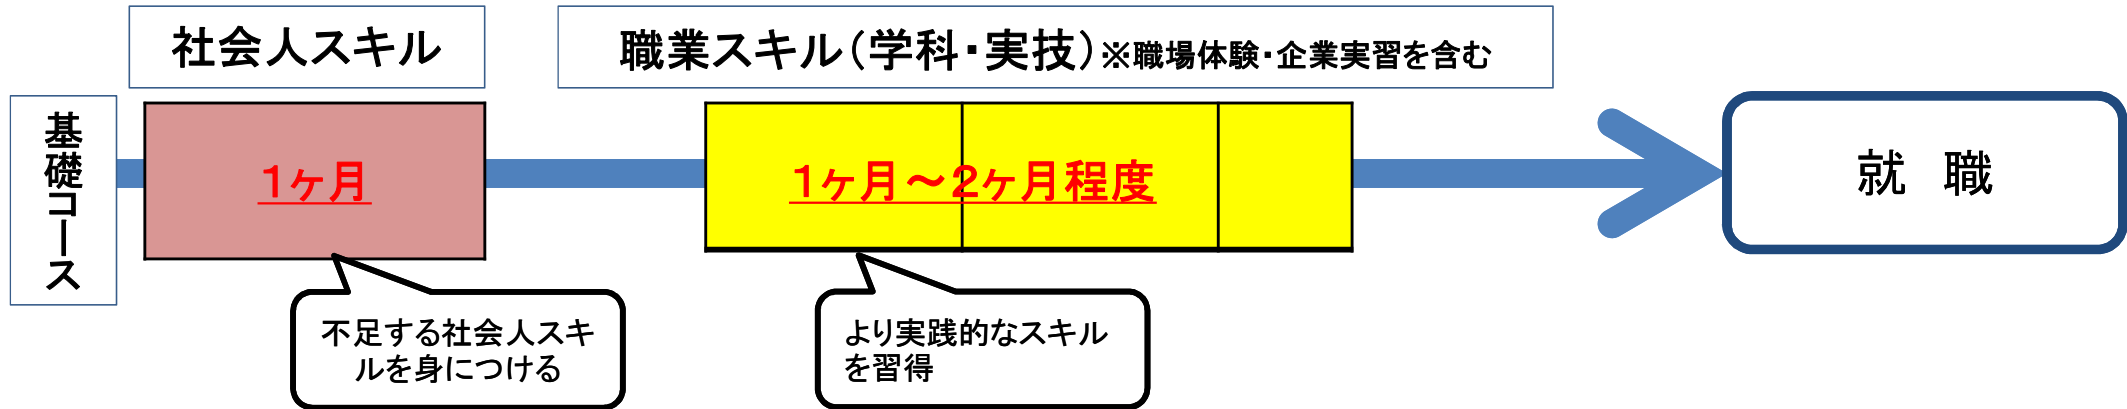 社会人スキル
職業スキル（学科・実技）※職場体験・企業実習を含む
基礎コース
1ヶ月
1ヶ月～2ヶ月程度
就　職
不足する社会人スキ
ルを身につける
より実践的なスキル
を習得